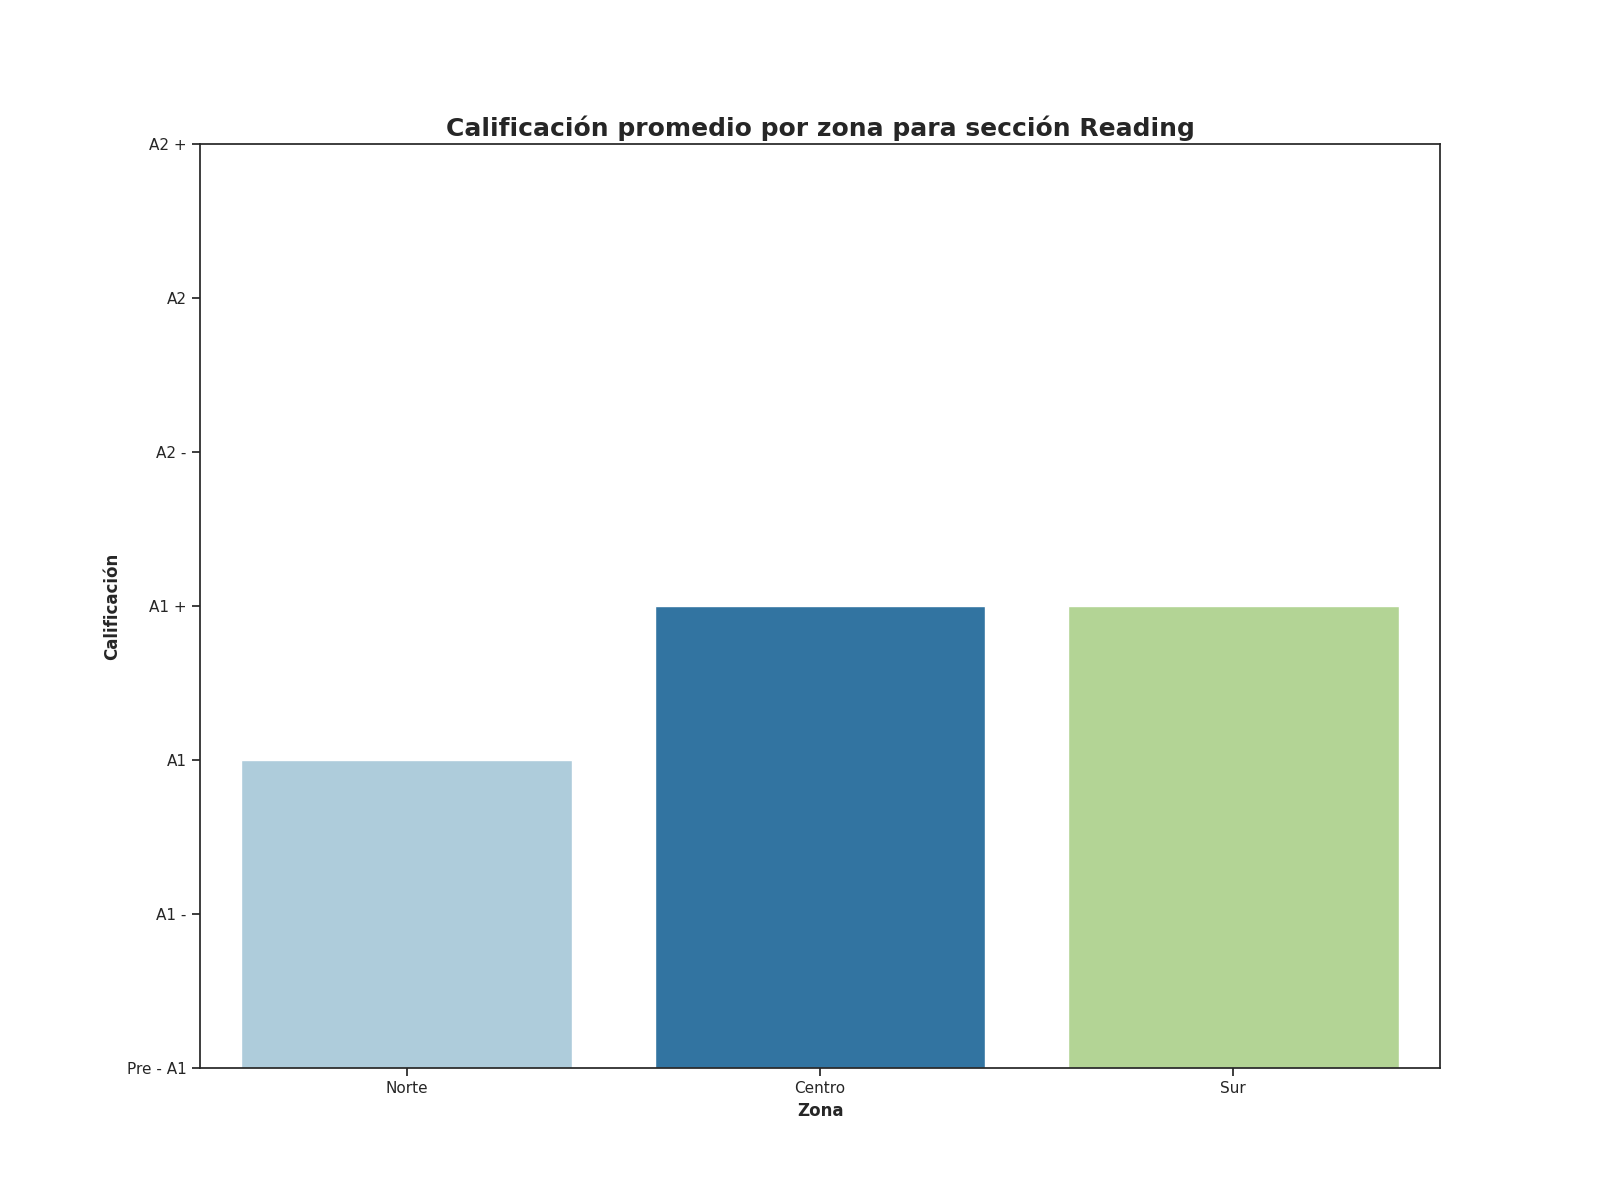 Calificación promedio por zona para sección Reading
A2 +
A2
A2 -
A1 +
A1
A1 -
Pre - A1
Calificación
Norte
Centro
Sur
Zona